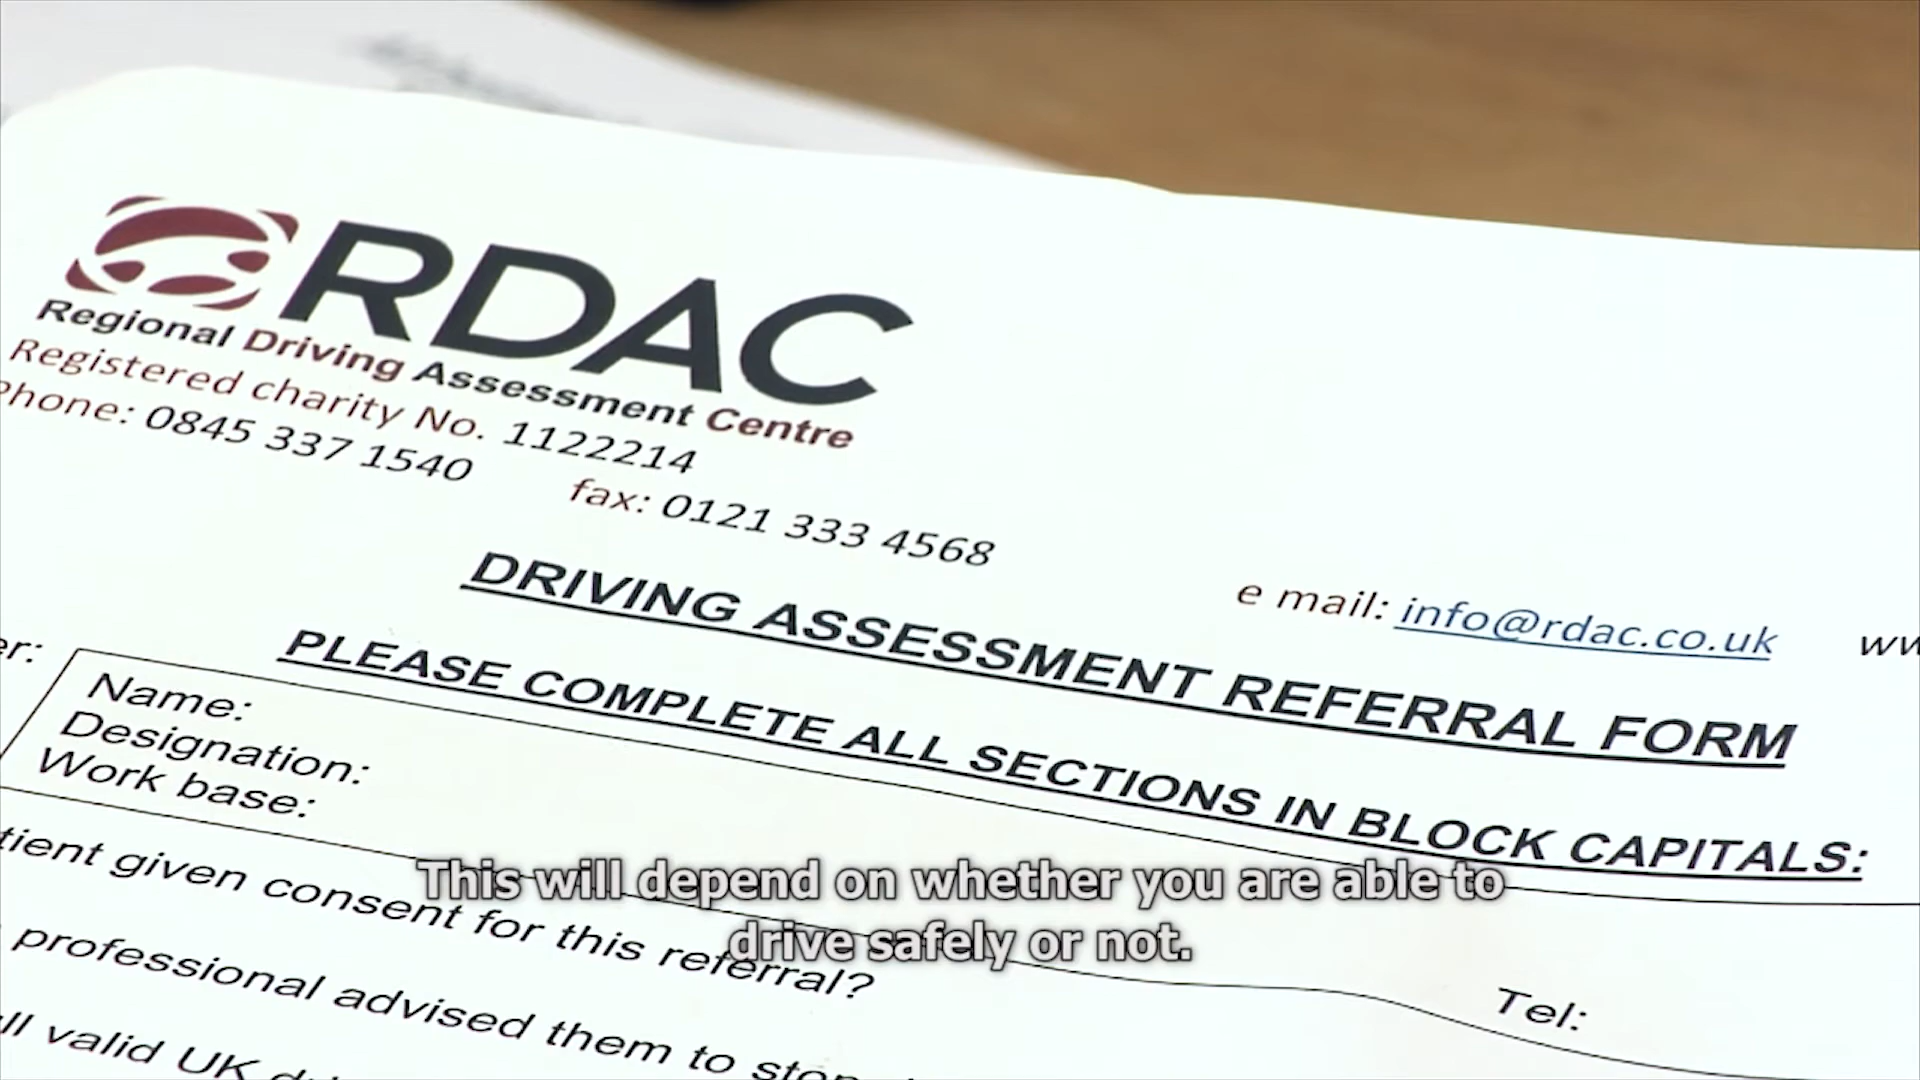 RDAC
Regional Driving Assessment Centre
Registered charity No. 1122214
Phone: 0845 337 1540
fax: 0121 333 4568
e mail: info@rdac.co.uk
DRIVING ASSESSMENT REFERRAL FORM
PLEASE COMPLETE ALL SECTIONS IN BLOCK CAPITALS:
Name:
Designation:
Work base:
Tel:
given consent for this referral?
professional advised them to
valid UK
This will depend on whether you are able to
drive safely or not.